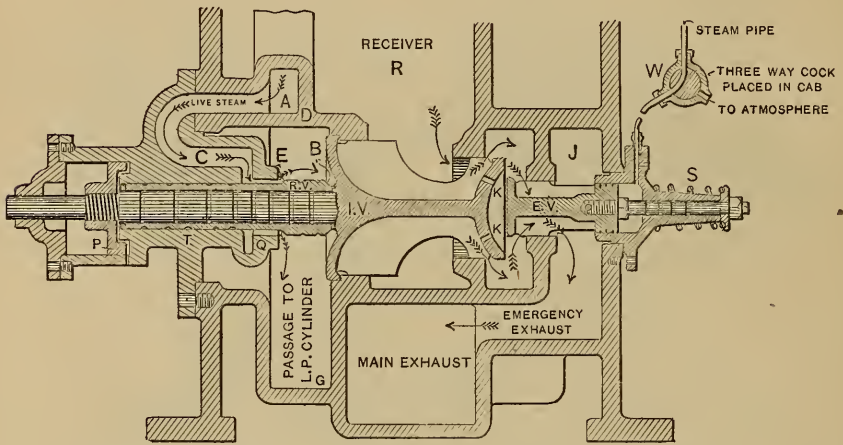 RECEIVER
R
STEAM PIPE
W
THREE WAY COCK
PLACED IN CAB
TO ATMOSPHERE
LIVE STEAM
A
D
C
E
B
R.V.
I.V.
K
K
E.V.
J
S
P
T
Q
PASSAGE TO
L.P. CYLINDER
G
MAIN EXHAUST
EMERGENCY
EXHAUST